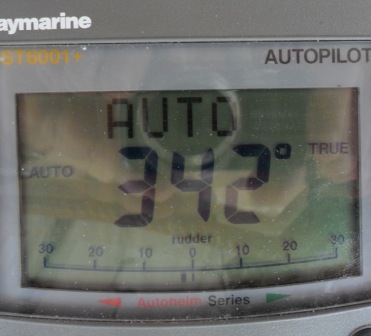 aymarine
ST6001+ AUTOPILOT
AUTO
AUTO 342° TRUE
rudder
30 20 10 0 10 20 30
Autohelm Series